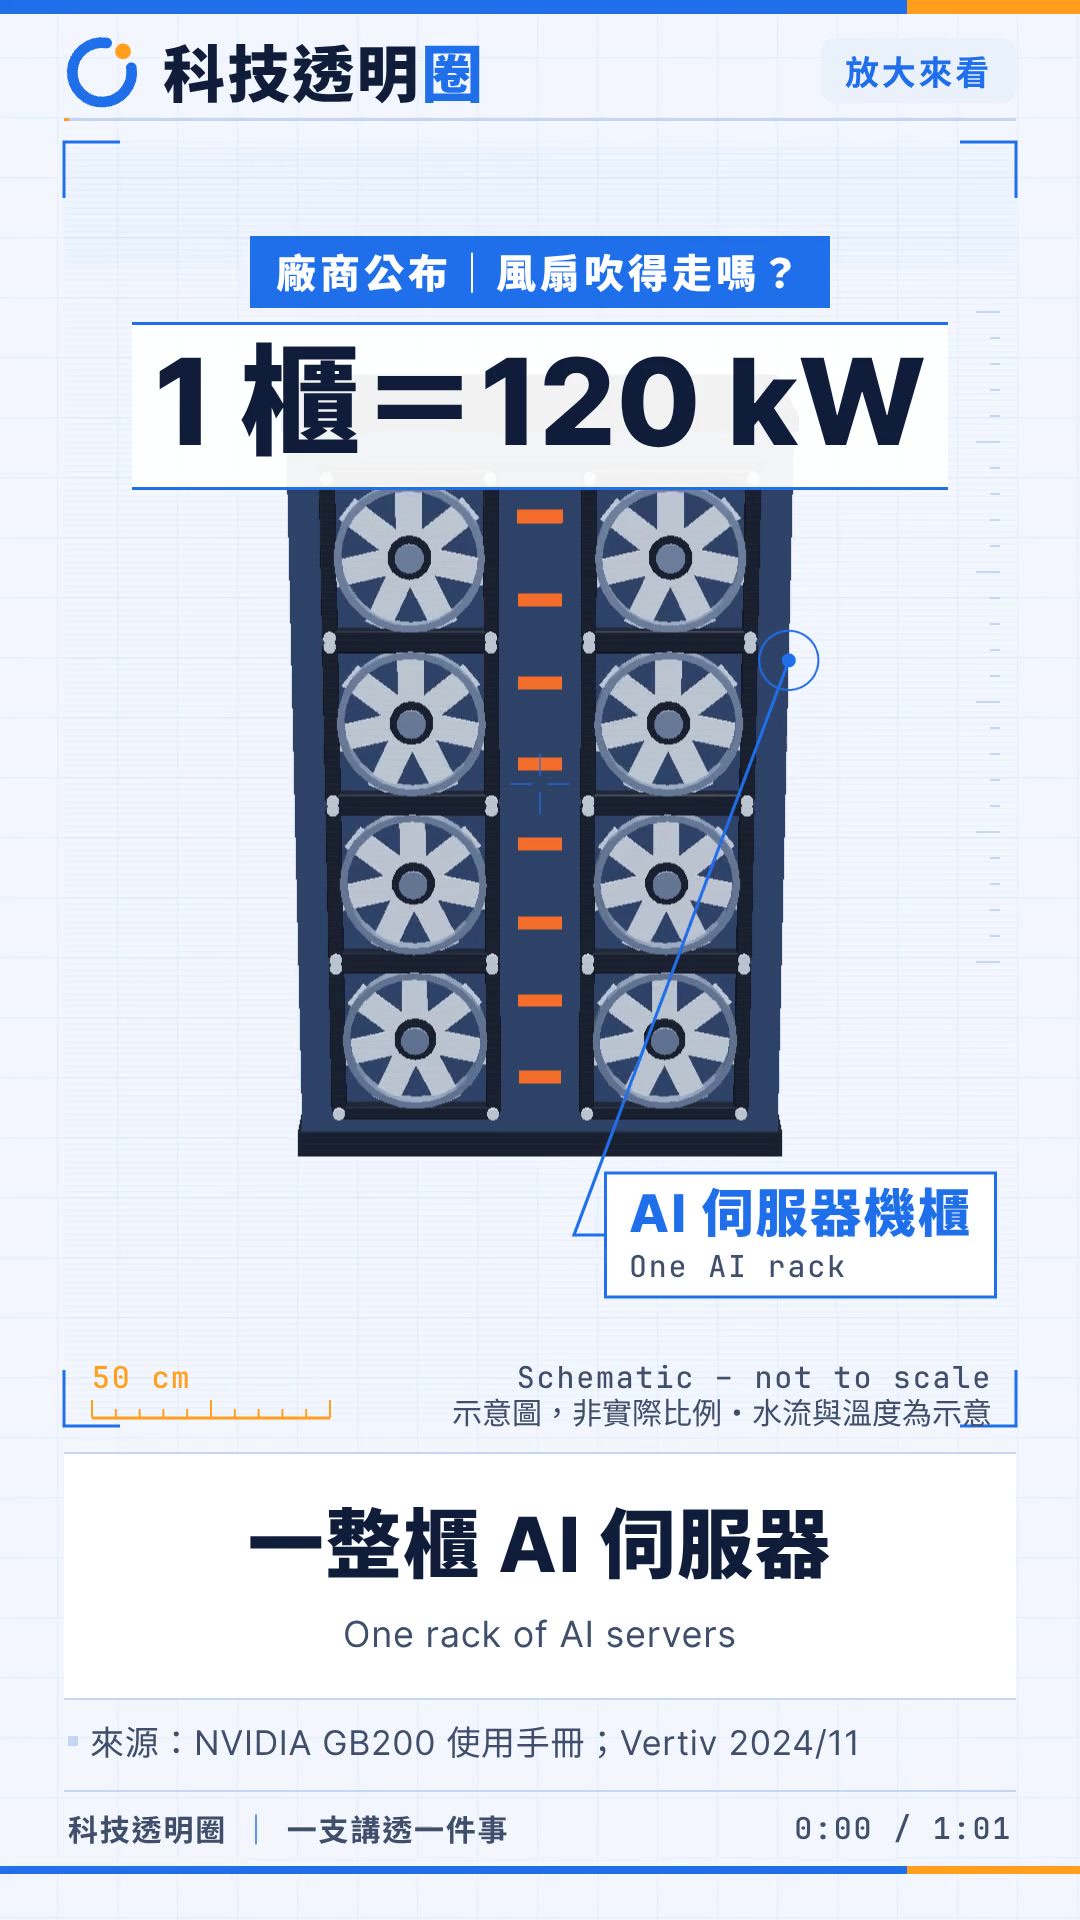 科技透明圈
放大來看
廠商公布｜風扇吹得走嗎？
1 櫃＝120 kW
AI 伺服器機櫃
One AI rack
50 cm
Schematic – not to scale
示意圖，非實際比例・水流與溫度為示意
一整櫃 AI 伺服器
One rack of AI servers
來源：NVIDIA GB200 使用手冊；Vertiv 2024/11
科技透明圈｜一支講透一件事
0:00 / 1:01